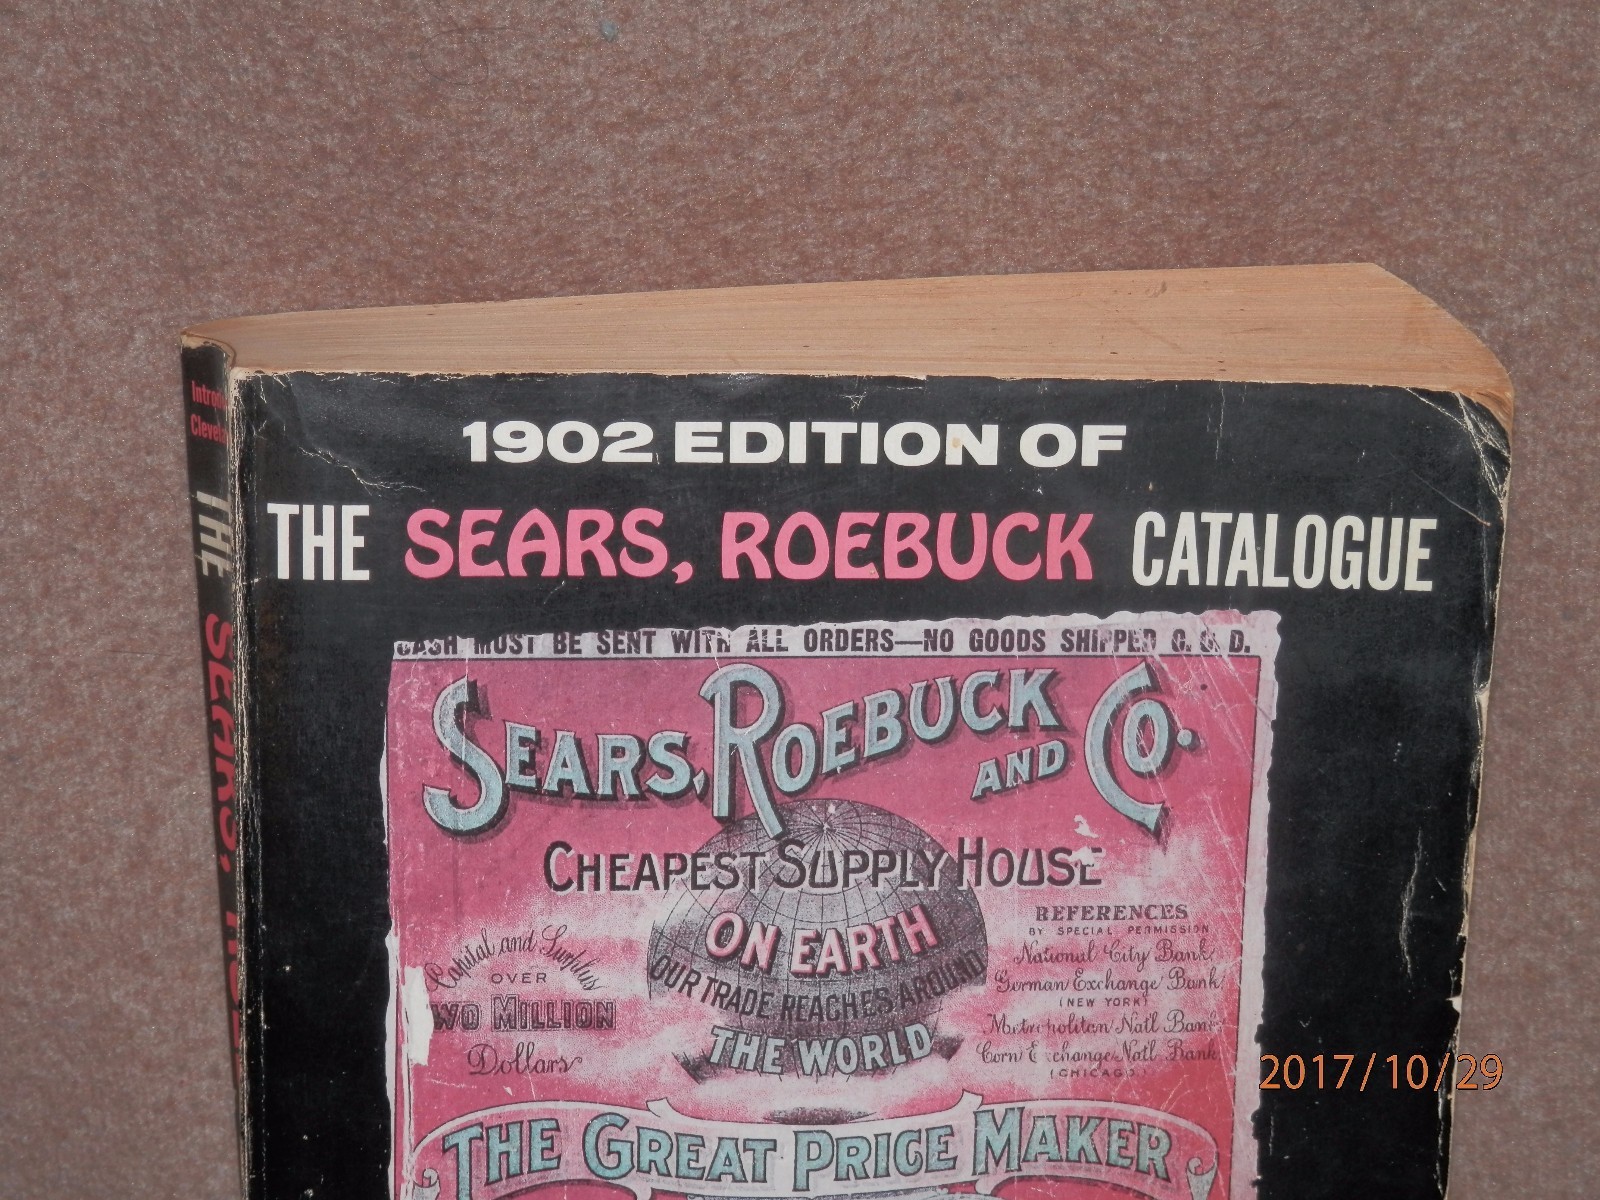 1902 EDITION OF
THE SEARS, ROEBUCK CATALOGUE
CASH MUST BE SENT WITH ALL ORDERS—NO GOODS SHIPPED C. O. D.
SEARS, ROEBUCK AND CO.
CHEAPEST SUPPLY HOUSE
ON EARTH
OUR TRADE REACHES AROUND
THE WORLD
Capital and Surplus
OVER
WO MILLION
Dollars
REFERENCES
BY SPECIAL PERMISSION
National City Bank
German Exchange Bank
(NEW YORK)
Metropolitan Nat'l Bank
Corn Exchange Nat'l Bank
(CHICAGO)
THE GREAT PRICE MAKER
THE SEARS,
2017/10/29